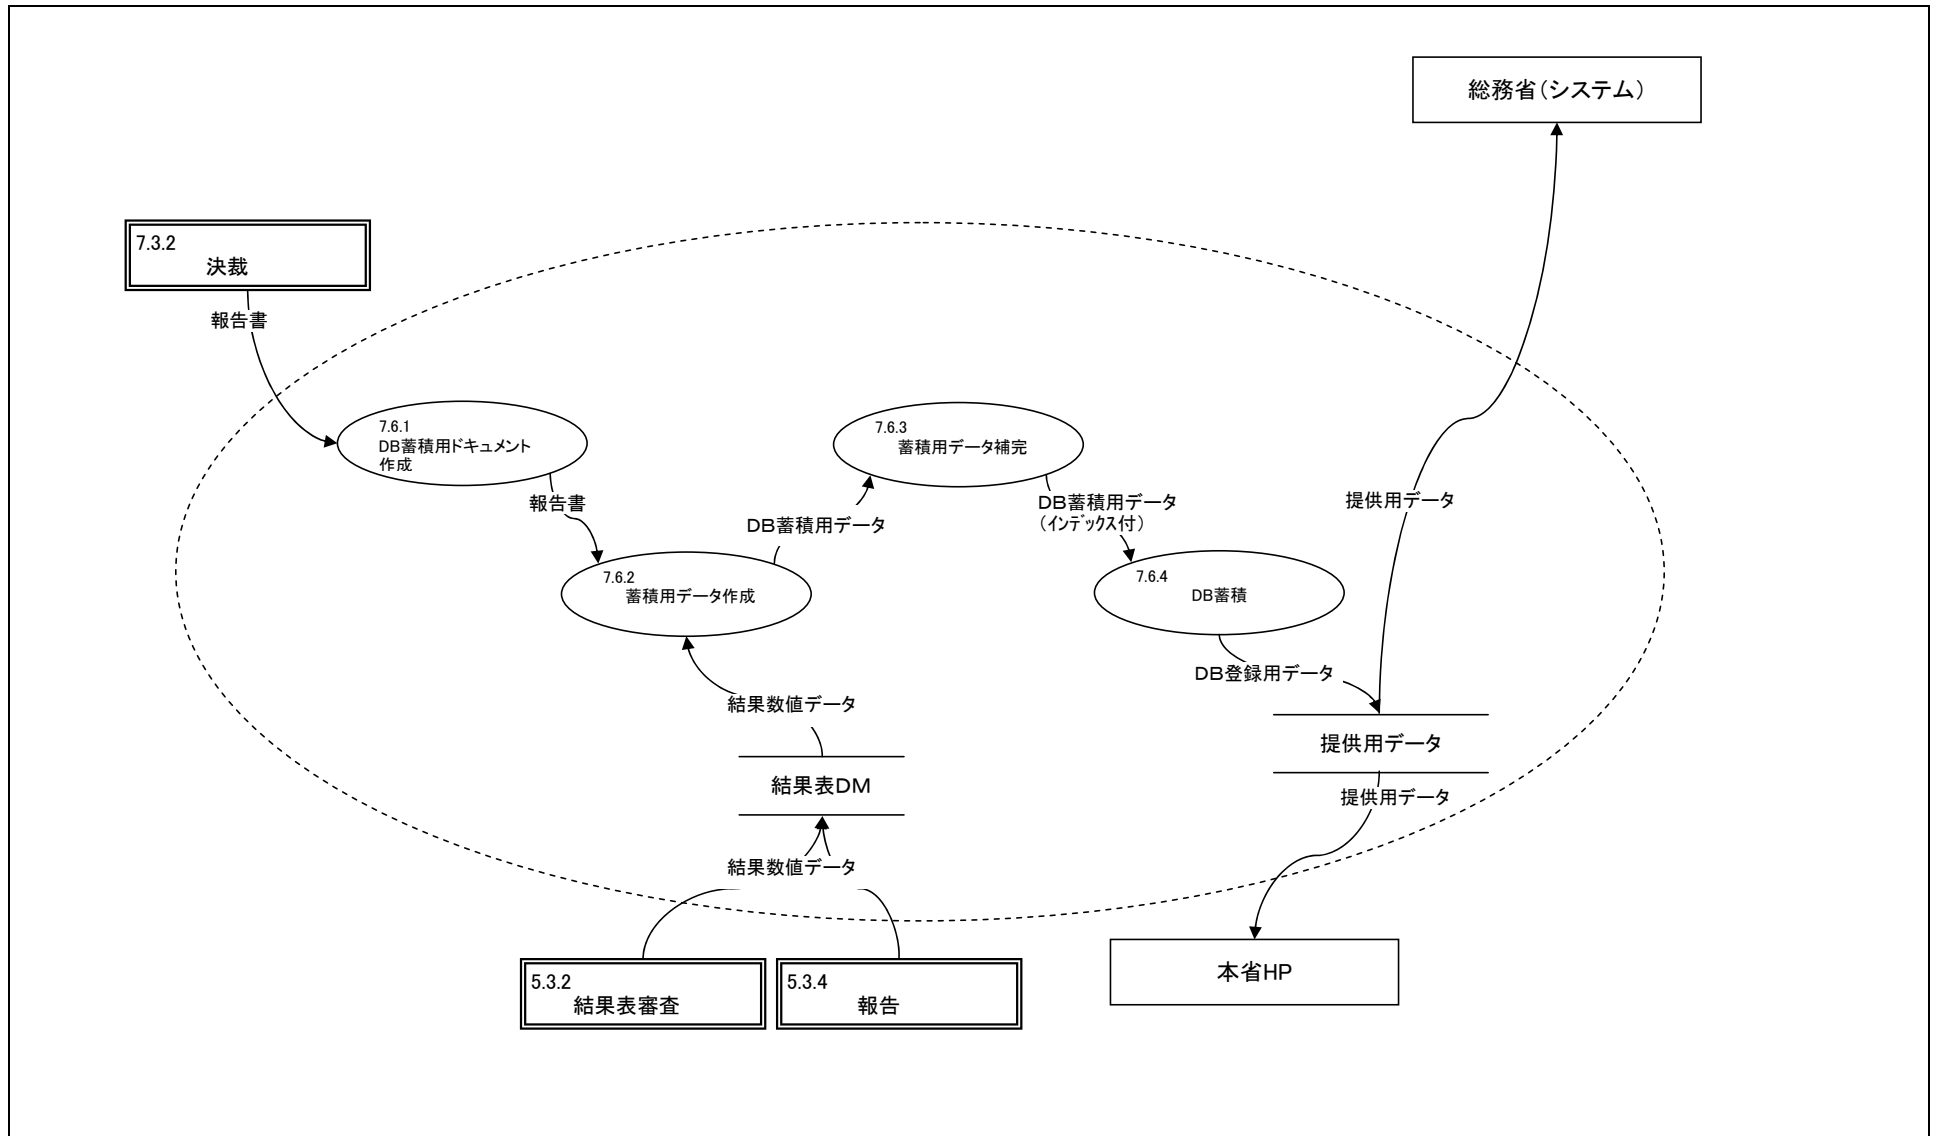 総務省（システム）
7.3.2
決裁
報告書
7.6.1
DB蓄積用ドキュメント
作成
7.6.3
蓄積用データ補完
報告書
DB蓄積用データ
DB蓄積用データ
（インデックス付）
提供用データ
7.6.2
蓄積用データ作成
7.6.4
DB蓄積
DB登録用データ
結果数値データ
提供用データ
結果表DM
提供用データ
結果数値データ
5.3.2
結果表審査
5.3.4
報告
本省HP